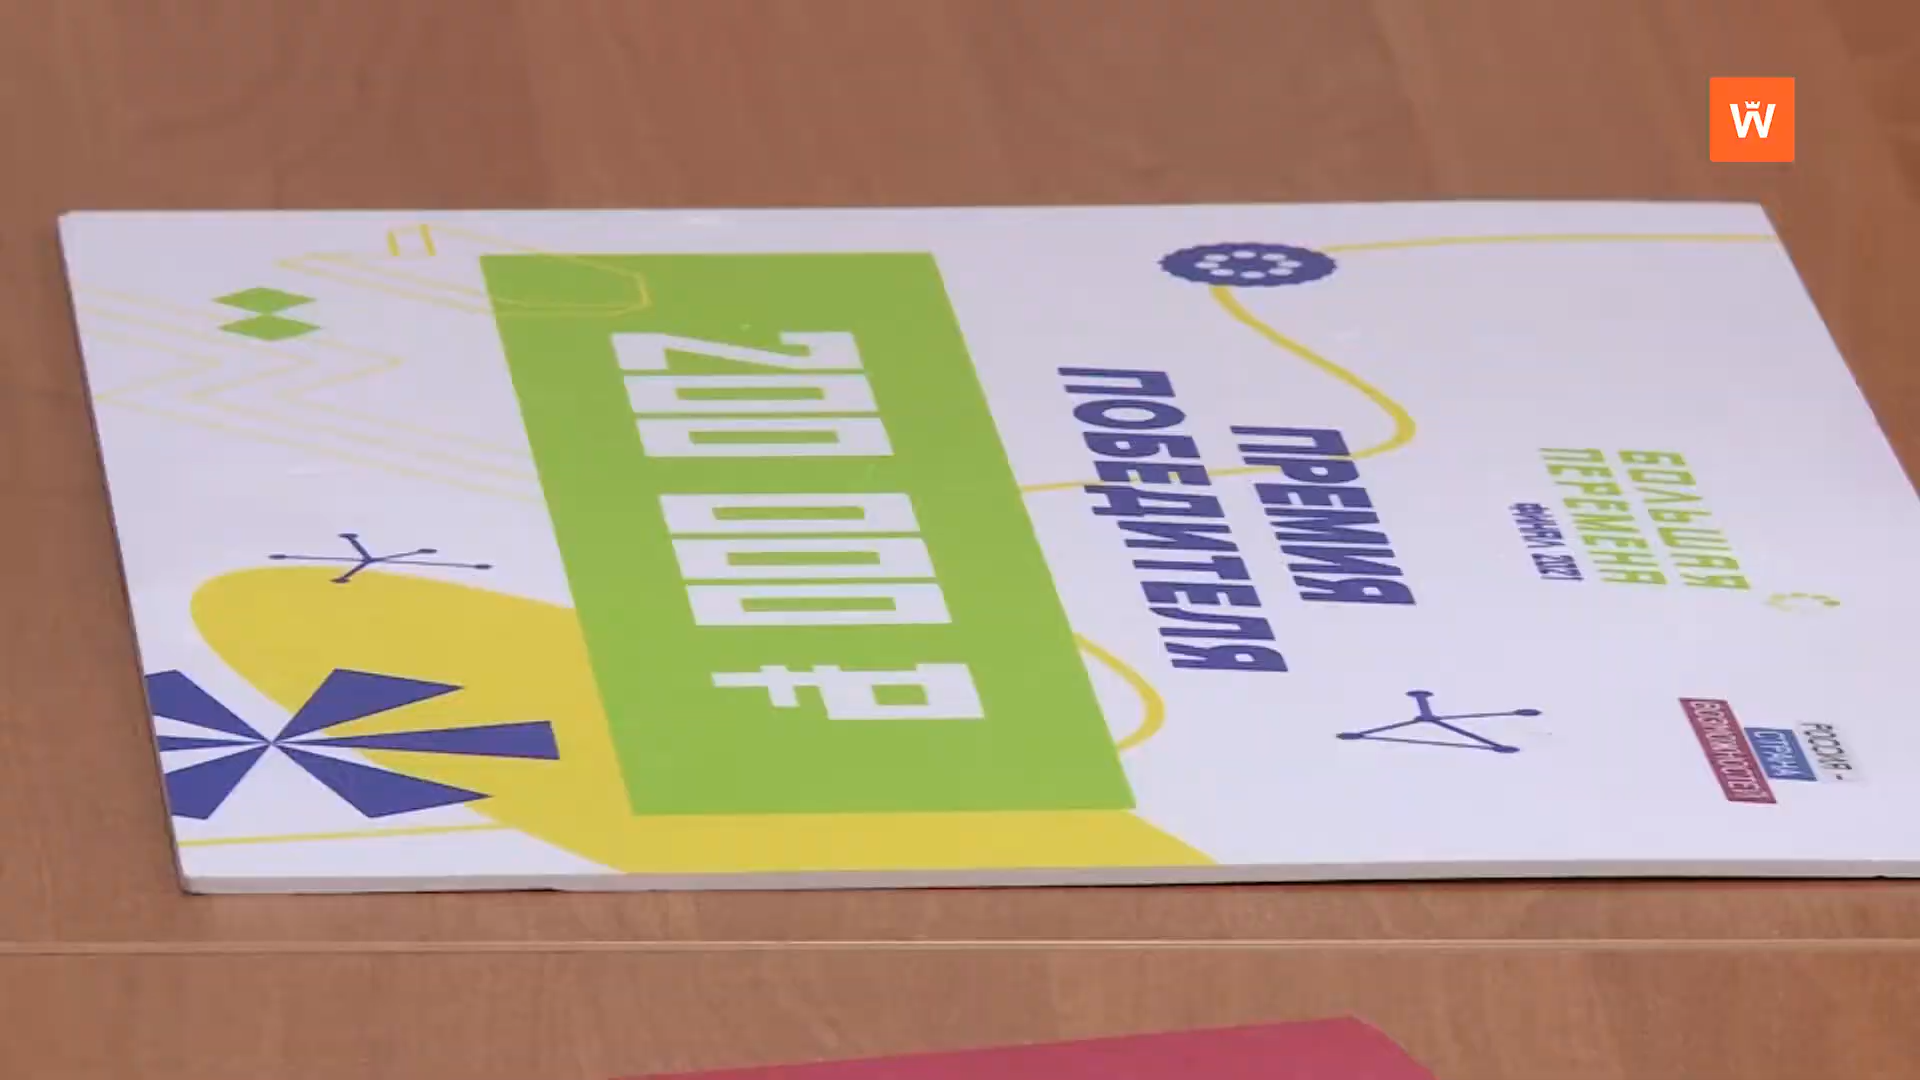 W
БОЛЬШАЯ
ПЕРЕМЕНА
ФИНАЛ 2021
РОССИЯ –
СТРАНА
ВОЗМОЖНОСТЕЙ
ПРЕМИЯ
ПОБЕДИТЕЛЯ
200 000 ₽